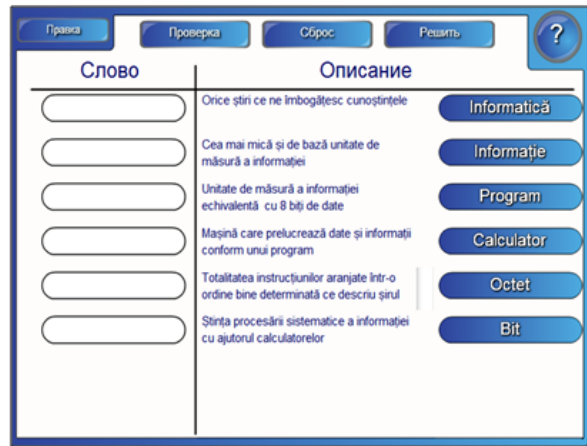 Правка Проверка Сброс Решить ?
Слово Описание
Orice știri ce ne îmbogățesc cunoștințele
Informatică
Cea mai mică și de bază unitate de
măsură a informației
Informație
Unitate de măsură a informației
echivalentă cu 8 biți de date
Program
Mașină care prelucrează date și informații
conform unui program
Calculator
Totalitatea instrucțiunilor aranjate într-o
ordine bine determinată ce descriu șirul
Octet
Ștința procesării sistematice a informației
cu ajutorul calculatorelor
Bit